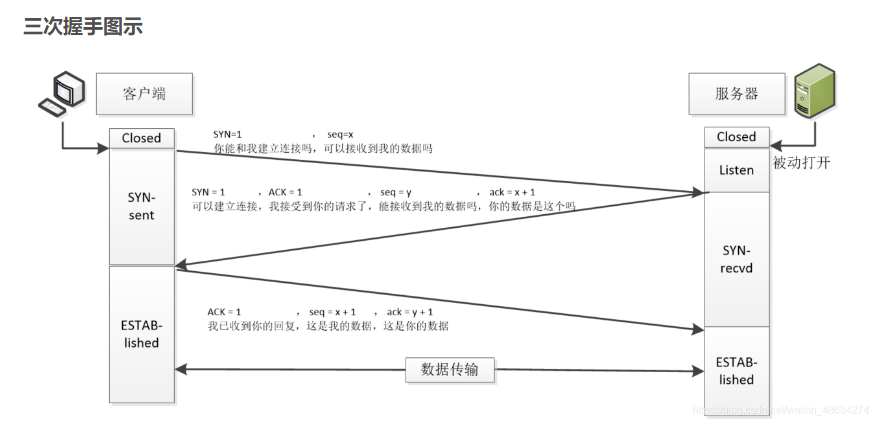 三次握手图示
客户端
服务器
Closed
SYN=1 , seq=x
你能和我建立连接吗，可以接收到我的数据吗
Closed
被动打开
Listen
SYN-
sent
SYN = 1 , ACK = 1 , seq = y , ack = x + 1
可以建立连接，我接受到你的请求了，能接收到我的数据吗，你的数据是这个吗
SYN-
recvd
ESTAB-
lished
ACK = 1 , seq = x + 1 , ack = y + 1
我已收到你的回复，这是我的数据，这是你的数据
数据传输
ESTAB-
lished
https://blog.csdn.net/weixin_48684274